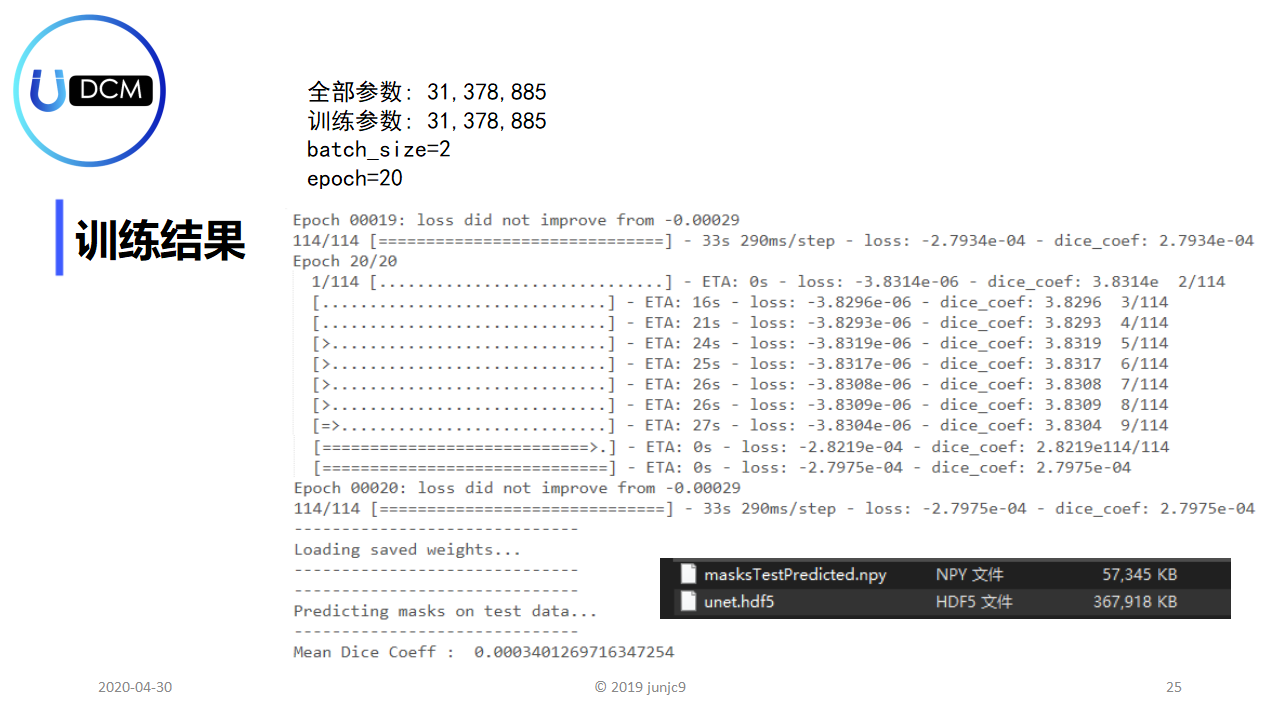 U DCM
全部参数: 31,378,885
训练参数: 31,378,885
batch_size=2
epoch=20
训练结果
Epoch 00019: loss did not improve from -0.00029
114/114 [==============================] - 33s 290ms/step - loss: -2.7934e-04 - dice_coef: 2.7934e-04
Epoch 20/20
1/114 [..............................] - ETA: 0s - loss: -3.8314e-06 - dice_coef: 3.8314e 2/114
[..............................] - ETA: 16s - loss: -3.8296e-06 - dice_coef: 3.8296 3/114
[..............................] - ETA: 21s - loss: -3.8293e-06 - dice_coef: 3.8293 4/114
[>.............................] - ETA: 24s - loss: -3.8319e-06 - dice_coef: 3.8319 5/114
[>.............................] - ETA: 25s - loss: -3.8317e-06 - dice_coef: 3.8317 6/114
[>.............................] - ETA: 26s - loss: -3.8308e-06 - dice_coef: 3.8308 7/114
[>.............................] - ETA: 26s - loss: -3.8309e-06 - dice_coef: 3.8309 8/114
[=>............................] - ETA: 27s - loss: -3.8304e-06 - dice_coef: 3.8304 9/114
[============================>.] - ETA: 0s - loss: -2.8219e-04 - dice_coef: 2.8219e114/114
[==============================] - ETA: 0s - loss: -2.7975e-04 - dice_coef: 2.7975e-04
Epoch 00020: loss did not improve from -0.00029
114/114 [==============================] - 33s 290ms/step - loss: -2.7975e-04 - dice_coef: 2.7975e-04
------------------------------
Loading saved weights...
------------------------------
------------------------------
Predicting masks on test data...
------------------------------
Mean Dice Coeff : 0.0003401269716347254
masksTestPredicted.npy NPY 文件 57,345 KB
unet.hdf5 HDF5 文件 367,918 KB
2020-04-30 © 2019 junjc9 25